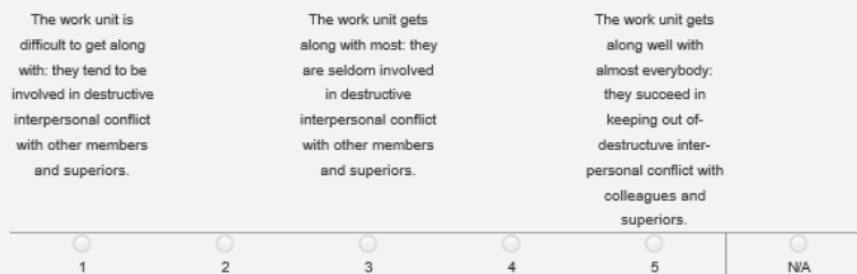 The work unit is
difficult to get along
with: they tend to be
involved in destructive
interpersonal conflict
with other members
and superiors.
The work unit gets
along with most: they
are seldom involved
in destructive
interpersonal conflict
with other members
and superiors.
The work unit gets
along well with
almost everybody:
they succeed in
keeping out of-
destructuve inter-
personal conflict with
colleagues and
superiors.
1 2 3 4 5 N/A